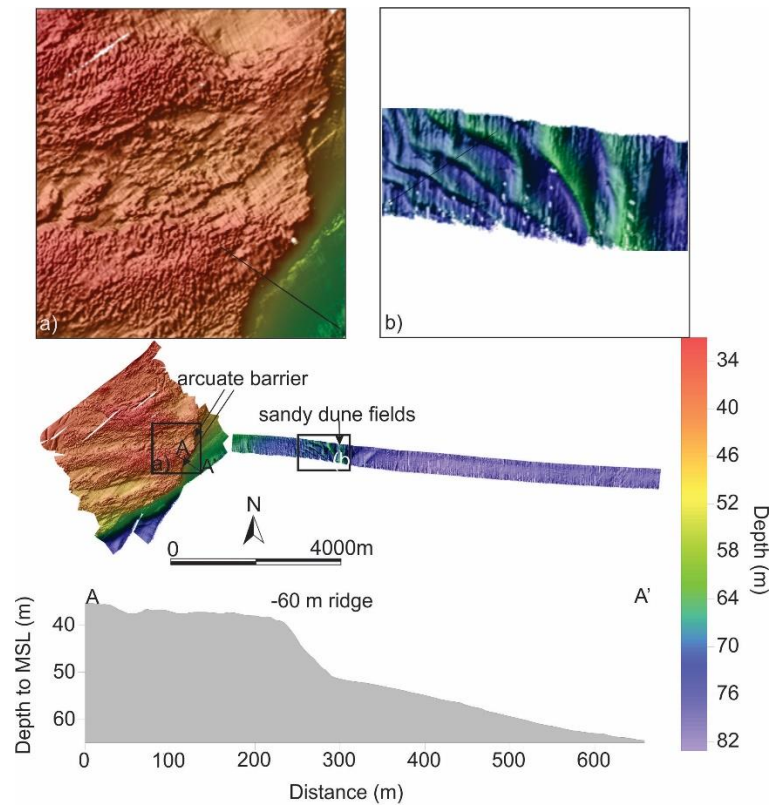 a)
b)
arcuate barrier
sandy dune fields
A
a)
A'
(b
N
0 4000m
34
40
46
52
58
64
70
76
82
Depth (m)
A -60 m ridge A'
Depth to MSL (m)
40
50
60
0 100 200 300 400 500 600
Distance (m)